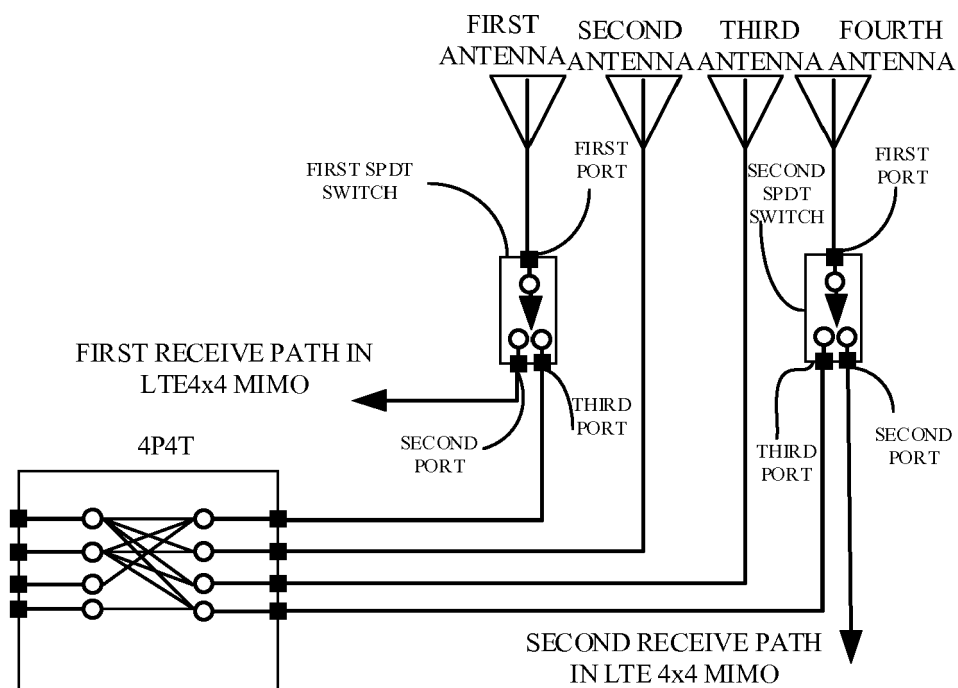 FIRST
ANTENNA
SECOND
ANTENNA
THIRD
ANTENNA
FOURTH
ANTENNA
FIRST SPDT
SWITCH
FIRST
PORT
SECOND
SPDT
SWITCH
FIRST
PORT
FIRST RECEIVE PATH IN
LTE4x4 MIMO
SECOND
PORT
THIRD
PORT
THIRD
PORT
SECOND
PORT
4P4T
SECOND RECEIVE PATH
IN LTE 4x4 MIMO